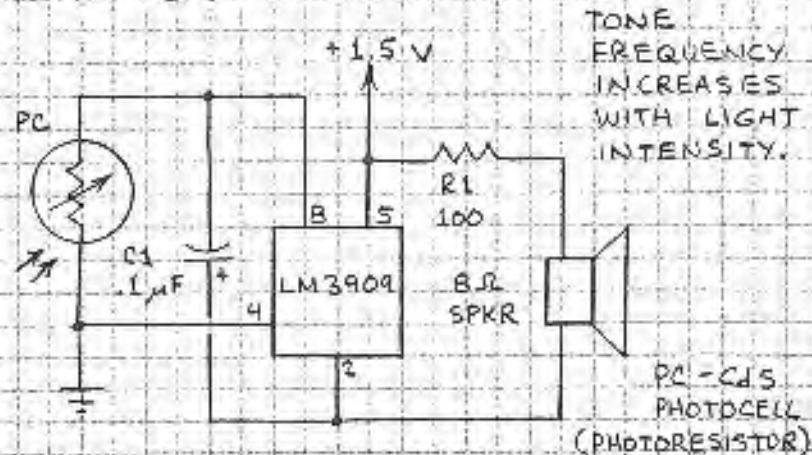 TONE
FREQUENCY
INCREASES
WITH LIGHT
INTENSITY.
+1.5 V
PC
R1
100
8
5
C1
.1 μF
+
LM3909
8Ω
SPKR
4
2
PC - CdS
PHOTOCELL
(PHOTORESISTOR)